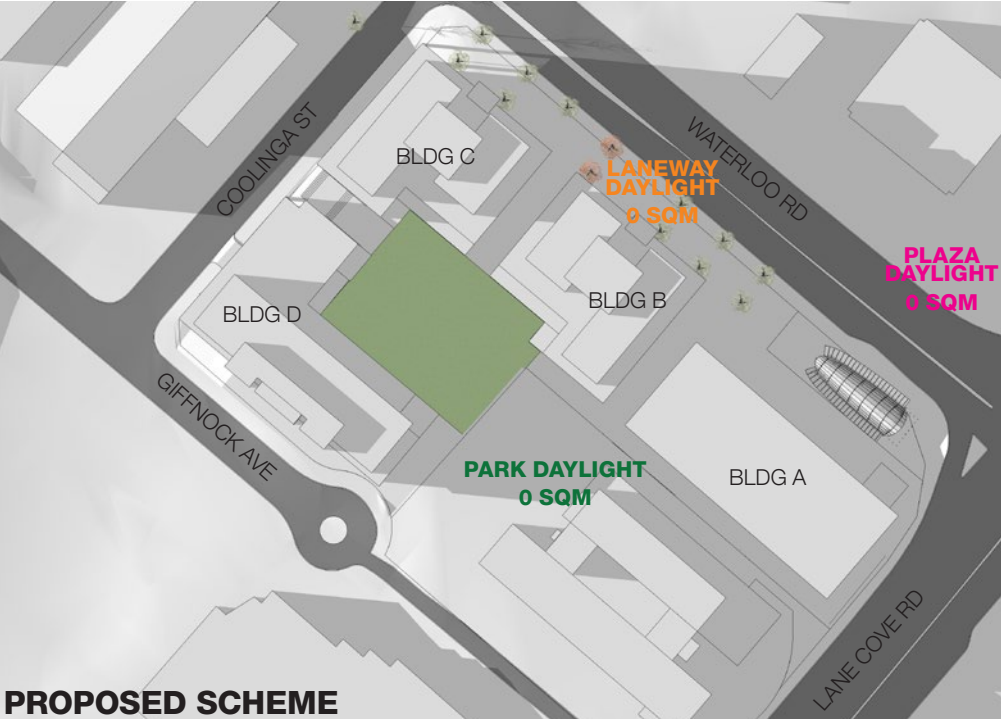 COOLINGA ST
WATERLOO RD
BLDG C
LANEWAY
DAYLIGHT
0 SQM
PLAZA
DAYLIGHT
0 SQM
BLDG D
BLDG B
GIFFNOCK AVE
PARK DAYLIGHT
0 SQM
BLDG A
LANE COVE RD
PROPOSED SCHEME